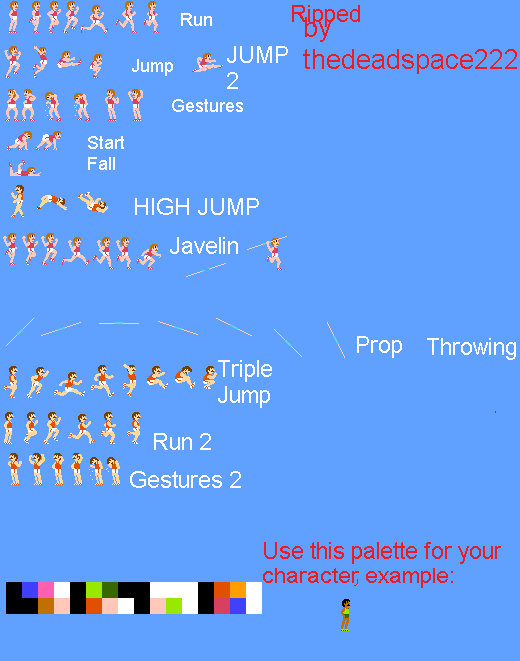 Run
Ripped
by
thedeadspace222
Jump
JUMP
2
Gestures
Start
Fall
HIGH JUMP
Javelin
Prop
Throwing
Triple
Jump
Run 2
Gestures 2
Use this palette for your
character, example: